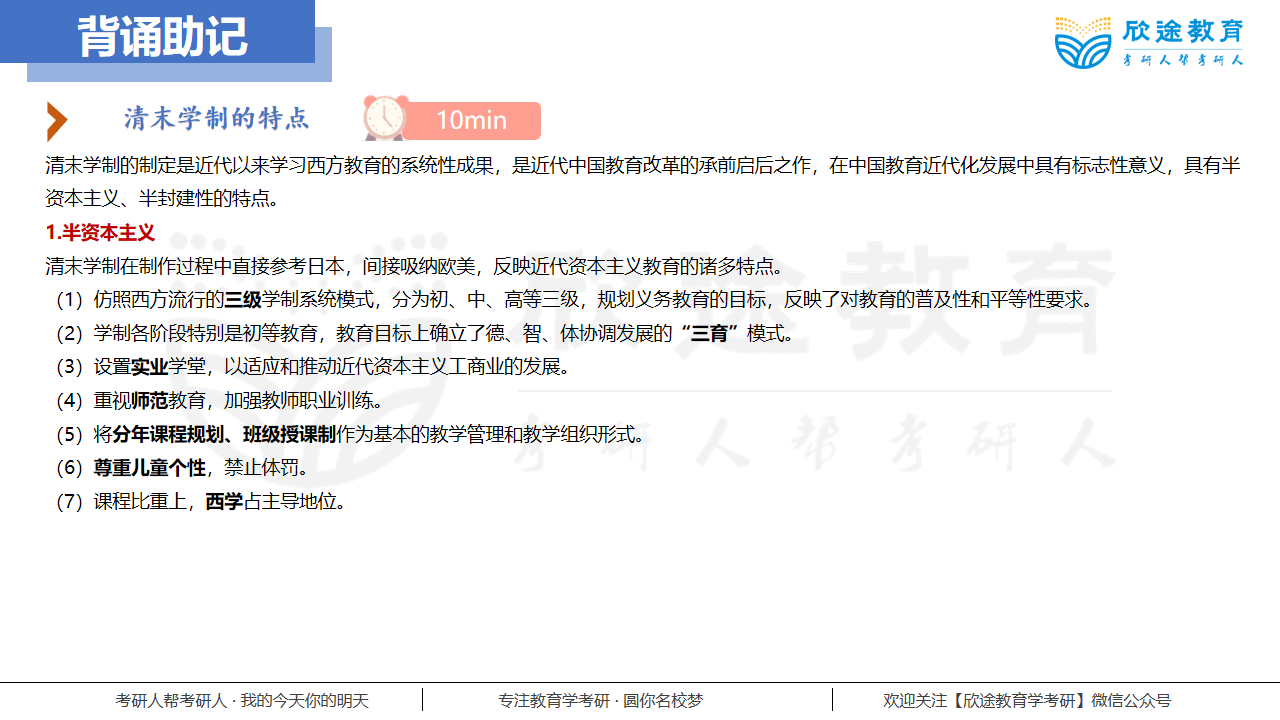 背诵助记
欣途教育
考研人帮考研人
清末学制的特点
10min
清末学制的制定是近代以来学习西方教育的系统性成果，是近代中国教育改革的承前启后之作，在中国教育近代化发展中具有标志性意义，具有半
资本主义、半封建性的特点。
1.半资本主义
清末学制在制作过程中直接参考日本，间接吸纳欧美，反映近代资本主义教育的诸多特点。
（1）仿照西方流行的三级学制系统模式，分为初、中、高等三级，规划义务教育的目标，反映了对教育的普及性和平等性要求。
（2）学制各阶段特别是初等教育，教育目标上确立了德、智、体协调发展的“三育”模式。
（3）设置实业学堂，以适应和推动近代资本主义工商业的发展。
（4）重视师范教育，加强教师职业训练。
（5）将分年课程规划、班级授课制作为基本的教学管理和教学组织形式。
（6）尊重儿童个性，禁止体罚。
（7）课程比重上，西学占主导地位。
欣途教育
考研人帮考研人
考研人帮考研人 · 我的今天你的明天
专注教育学考研 · 圆你名校梦
欢迎关注【欣途教育学考研】微信公众号